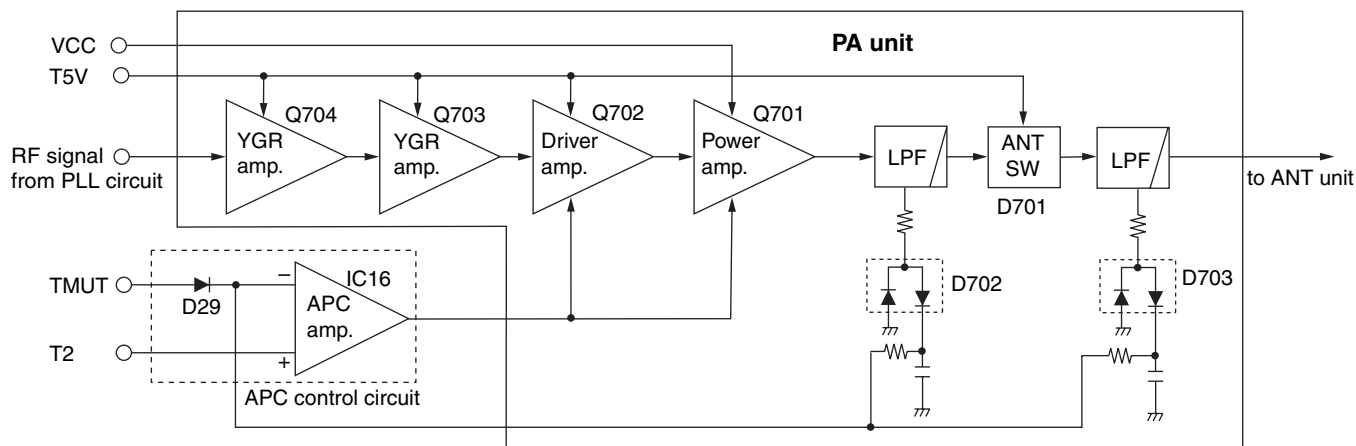 VCC
PA unit
T5V
Q704
Q703
Q702
Q701
YGR
amp.
YGR
amp.
Driver
amp.
Power
amp.
RF signal
from PLL circuit
LPF
ANT
SW
LPF
to ANT unit
D701
TMUT
D29
IC16
APC
amp.
–
+
T2
APC control circuit
D702
D703